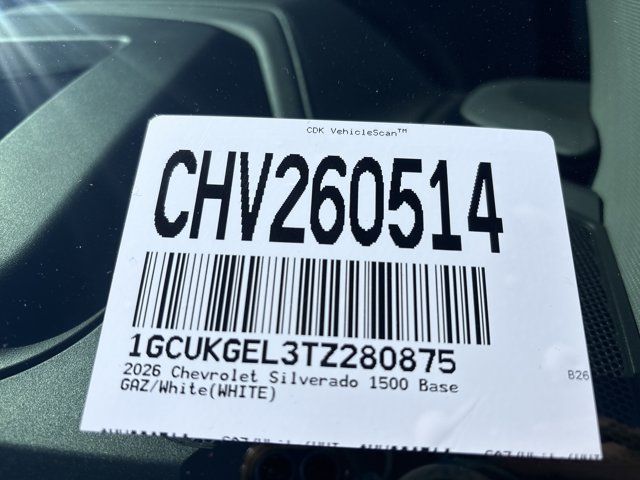 CDK VehicleScan™
CHV260514
1GCUKGEL3TZ280875
2026 Chevrolet Silverado 1500 Base
GAZ/White(WHITE)
B26